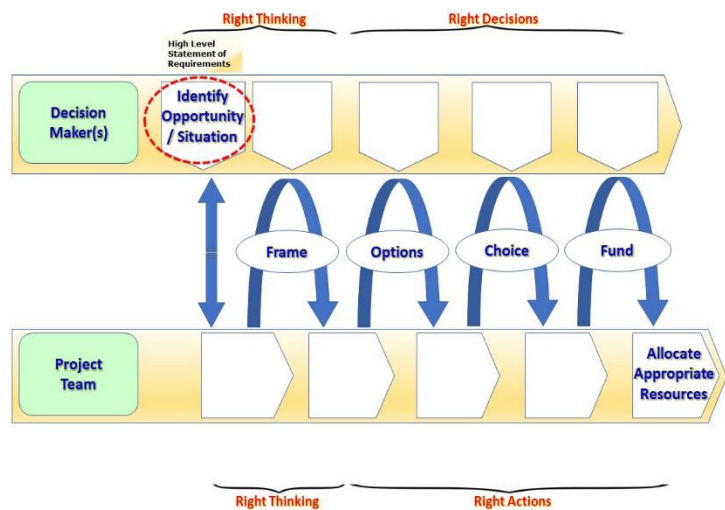 Right Thinking
Right Decisions
High Level
Statement of
Requirements
Decision
Maker(s)
Identify
Opportunity
/ Situation
Frame
Options
Choice
Fund
Project
Team
Allocate
Appropriate
Resources
Right Thinking
Right Actions